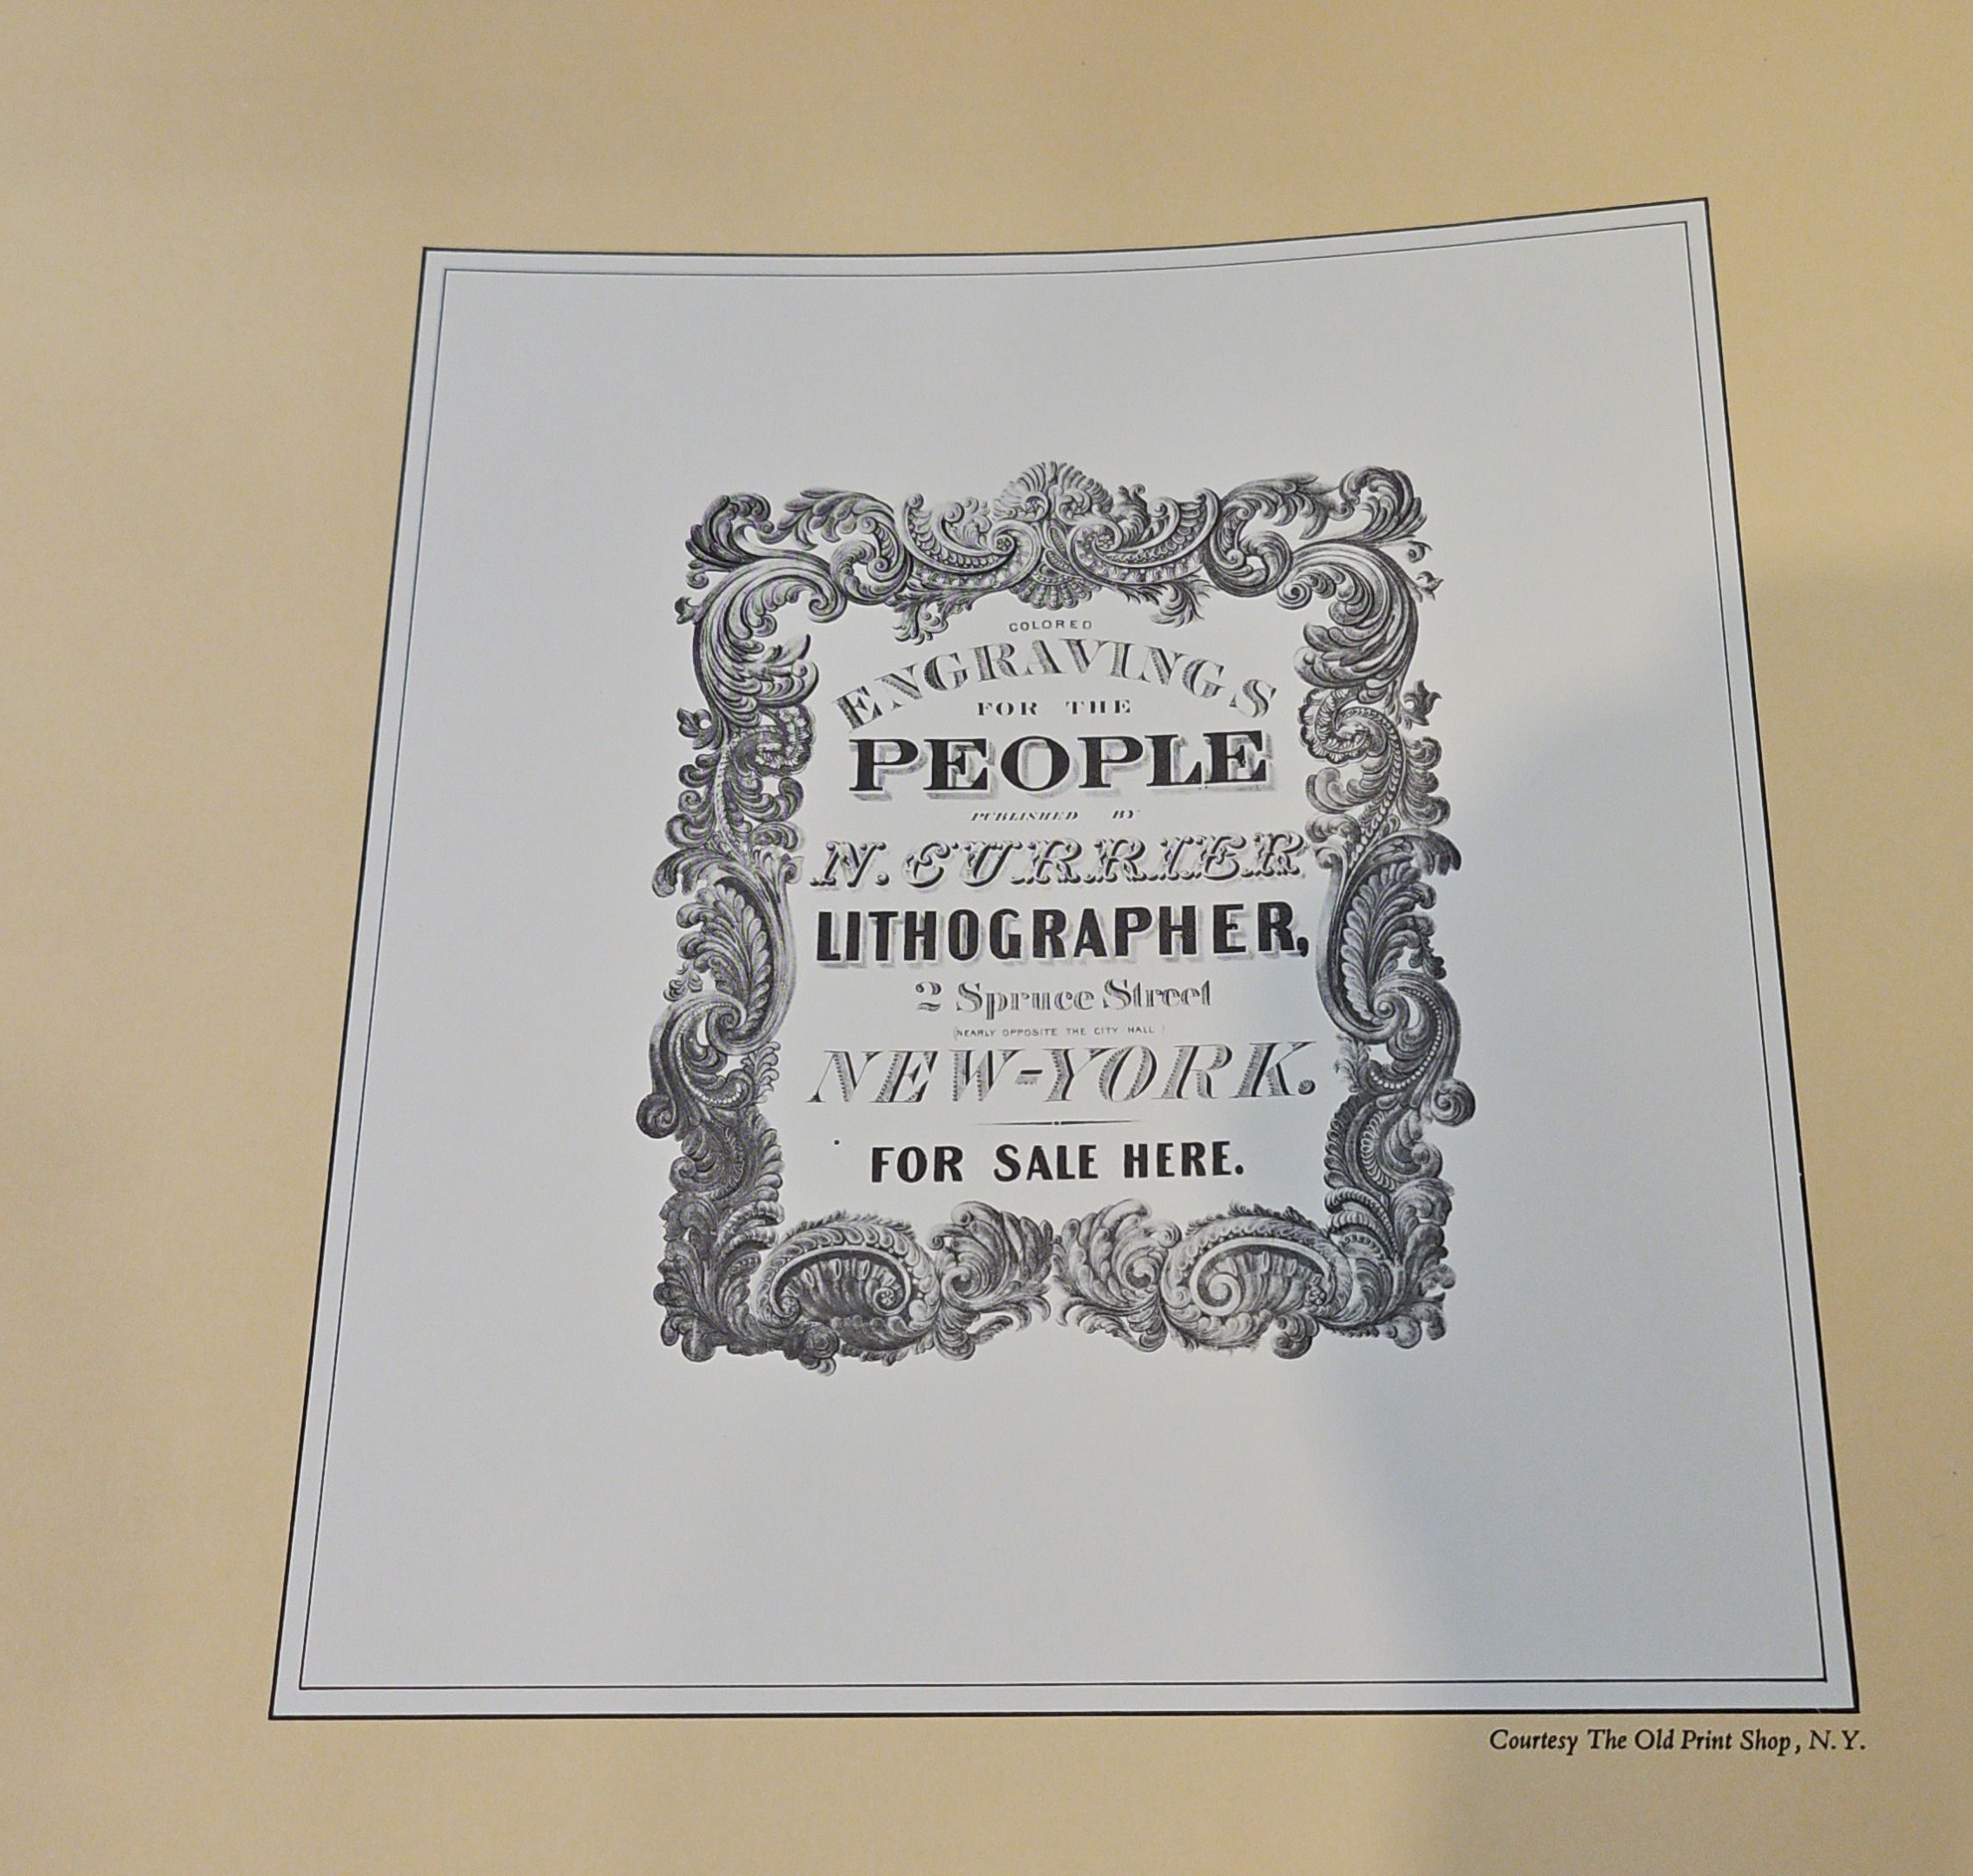 COLORED
ENGRAVINGS
FOR THE
PEOPLE
PUBLISHED BY
N. CURRIER
LITHOGRAPHER,
2 Spruce Street
(NEARLY OPPOSITE THE CITY HALL)
NEW-YORK.
FOR SALE HERE.
Courtesy The Old Print Shop, N.Y.